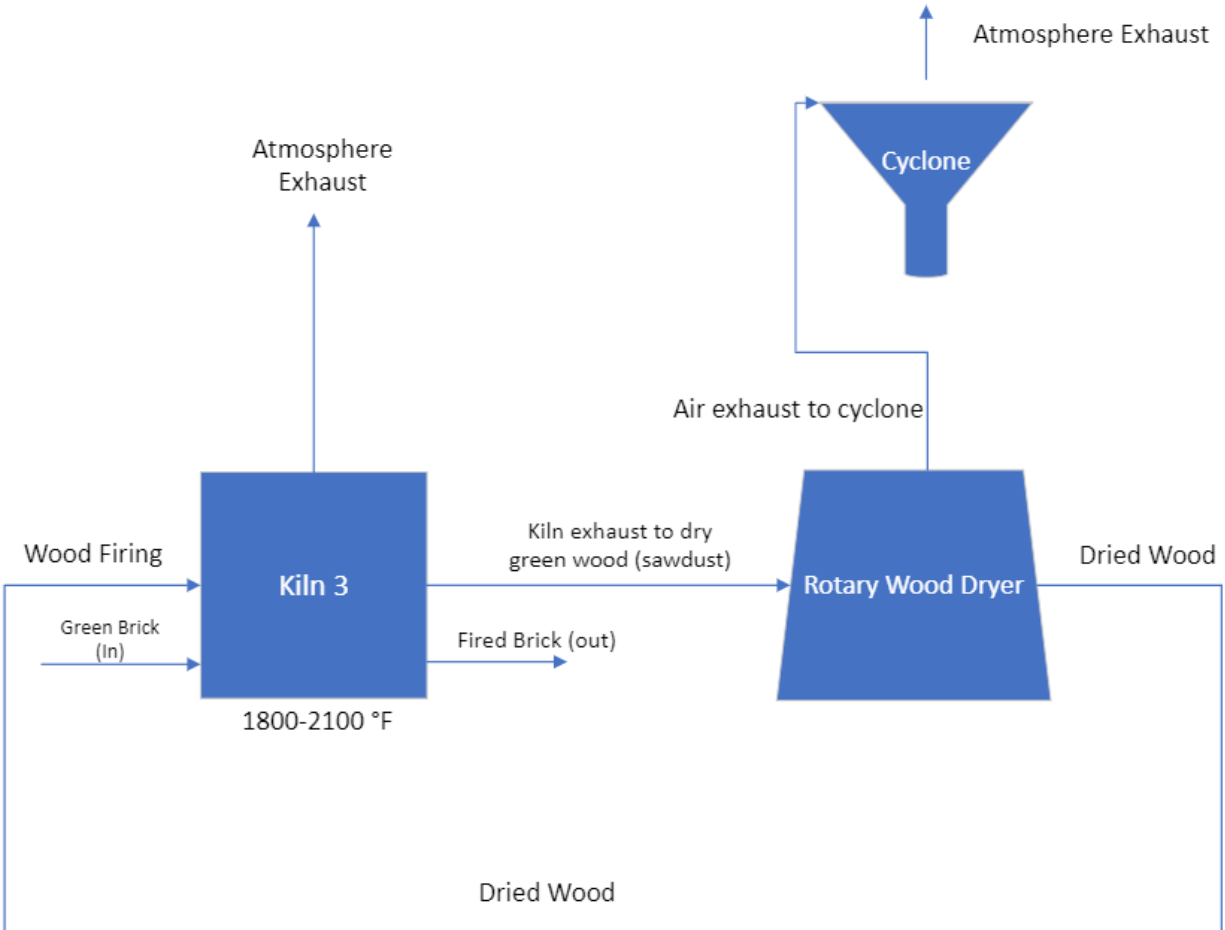 Atmosphere Exhaust
Atmosphere
Exhaust
Cyclone
Air exhaust to cyclone
Wood Firing
Kiln exhaust to dry
green wood (sawdust)
Dried Wood
Kiln 3
Rotary Wood Dryer
Green Brick
(In)
Fired Brick (out)
1800-2100 °F
Dried Wood